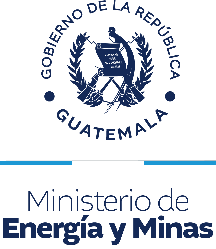 GOBIERNO DE LA REPÚBLICA
GUATEMALA
Ministerio de
Energía y Minas